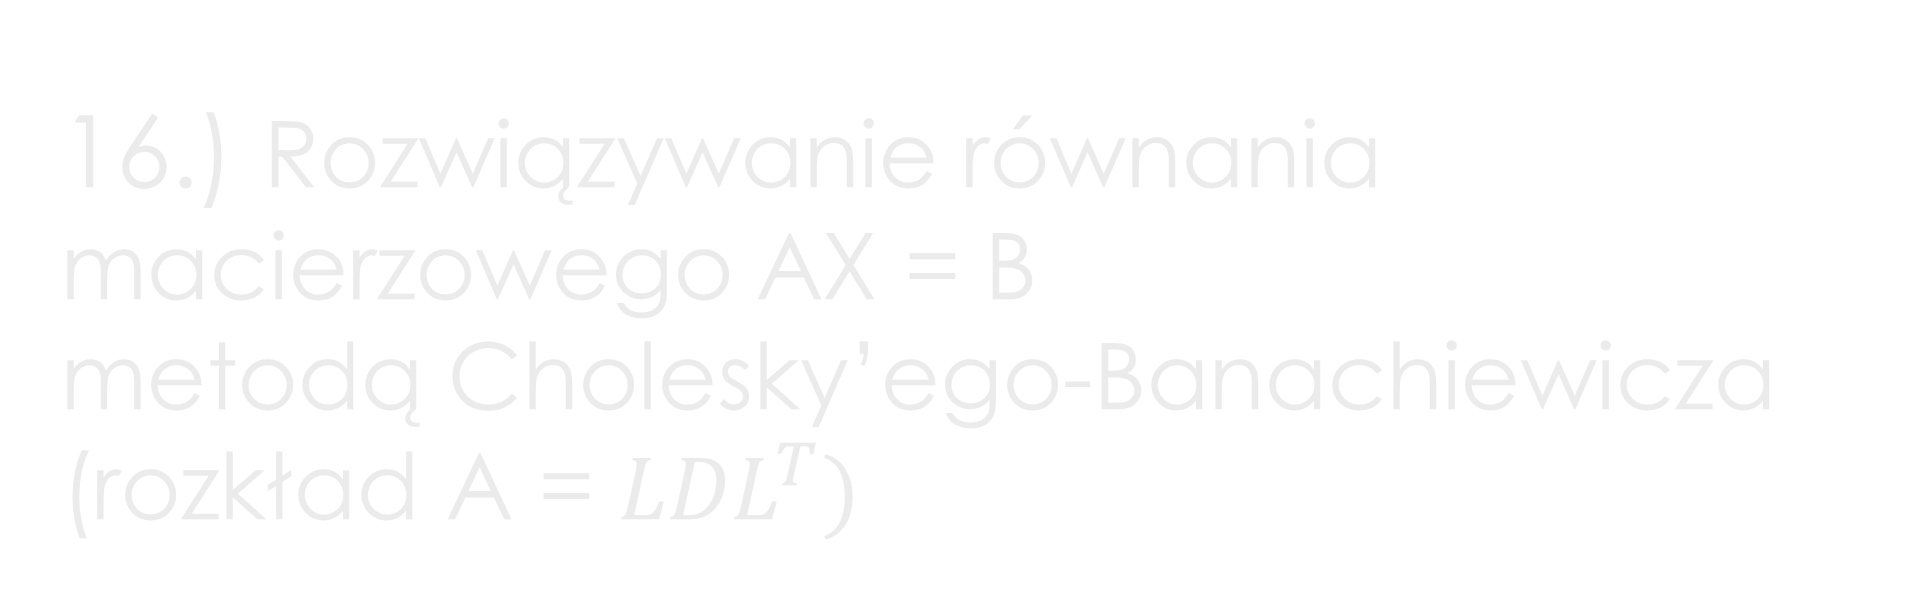 16.) Rozwiązywanie równania
macierzowego AX = B
metodą Cholesky’ego-Banachiewicza
(rozkład A = LDL^T)